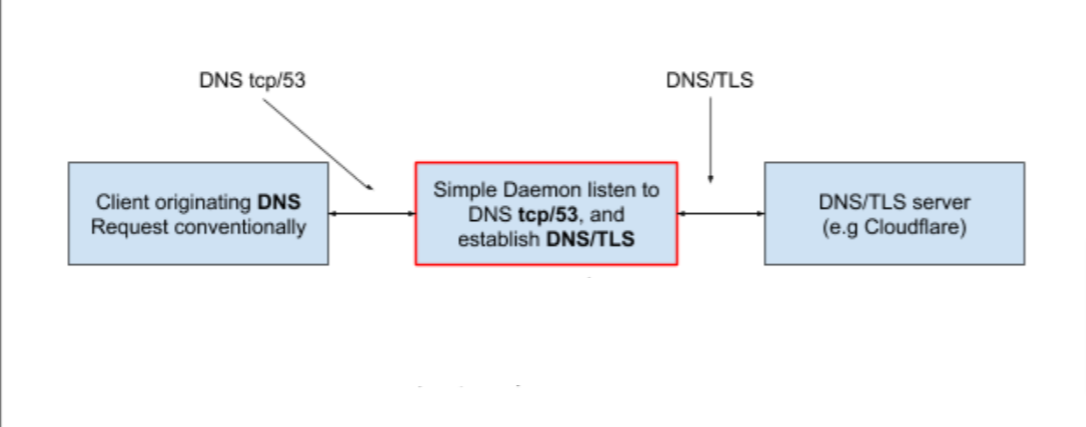 DNS tcp/53
DNS/TLS
Client originating DNS
Request conventionally
Simple Daemon listen to
DNS tcp/53, and
establish DNS/TLS
DNS/TLS server
(e.g Cloudflare)